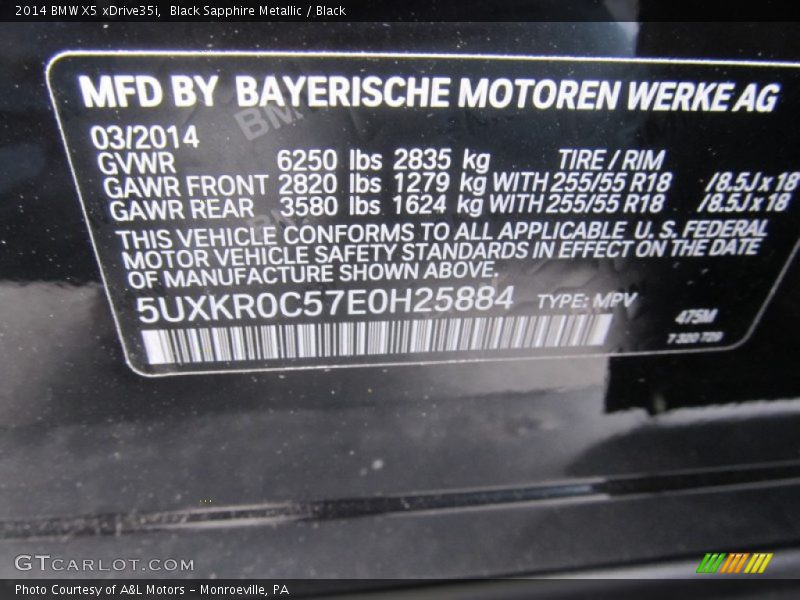 2014 BMW X5 xDrive35i,  Black Sapphire Metallic / Black
MFD BY BAYERISCHE MOTOREN WERKE AG
03/2014
GVWR 6250 lbs 2835 kg TIRE / RIM
GAWR FRONT 2820 lbs 1279 kg WITH 255/55 R18 /8.5J x 18
GAWR REAR 3580 lbs 1624 kg WITH 255/55 R18 /8.5J x 18
THIS VEHICLE CONFORMS TO ALL APPLICABLE U. S. FEDERAL
MOTOR VEHICLE SAFETY STANDARDS IN EFFECT ON THE DATE
OF MANUFACTURE SHOWN ABOVE.
5UXKR0C57E0H25884 TYPE: MPV
475M
7 320 729
GTCARLOT.COM
Photo Courtesy of A&L Motors - Monroeville, PA